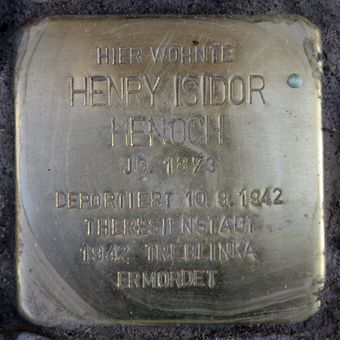 HIER WOHNTE
HENRY ISIDOR
HENOCH
JG. 1873
DEPORTIERT 10.9.1942
THERESIENSTADT
1942 TREBLINKA
ERMORDET